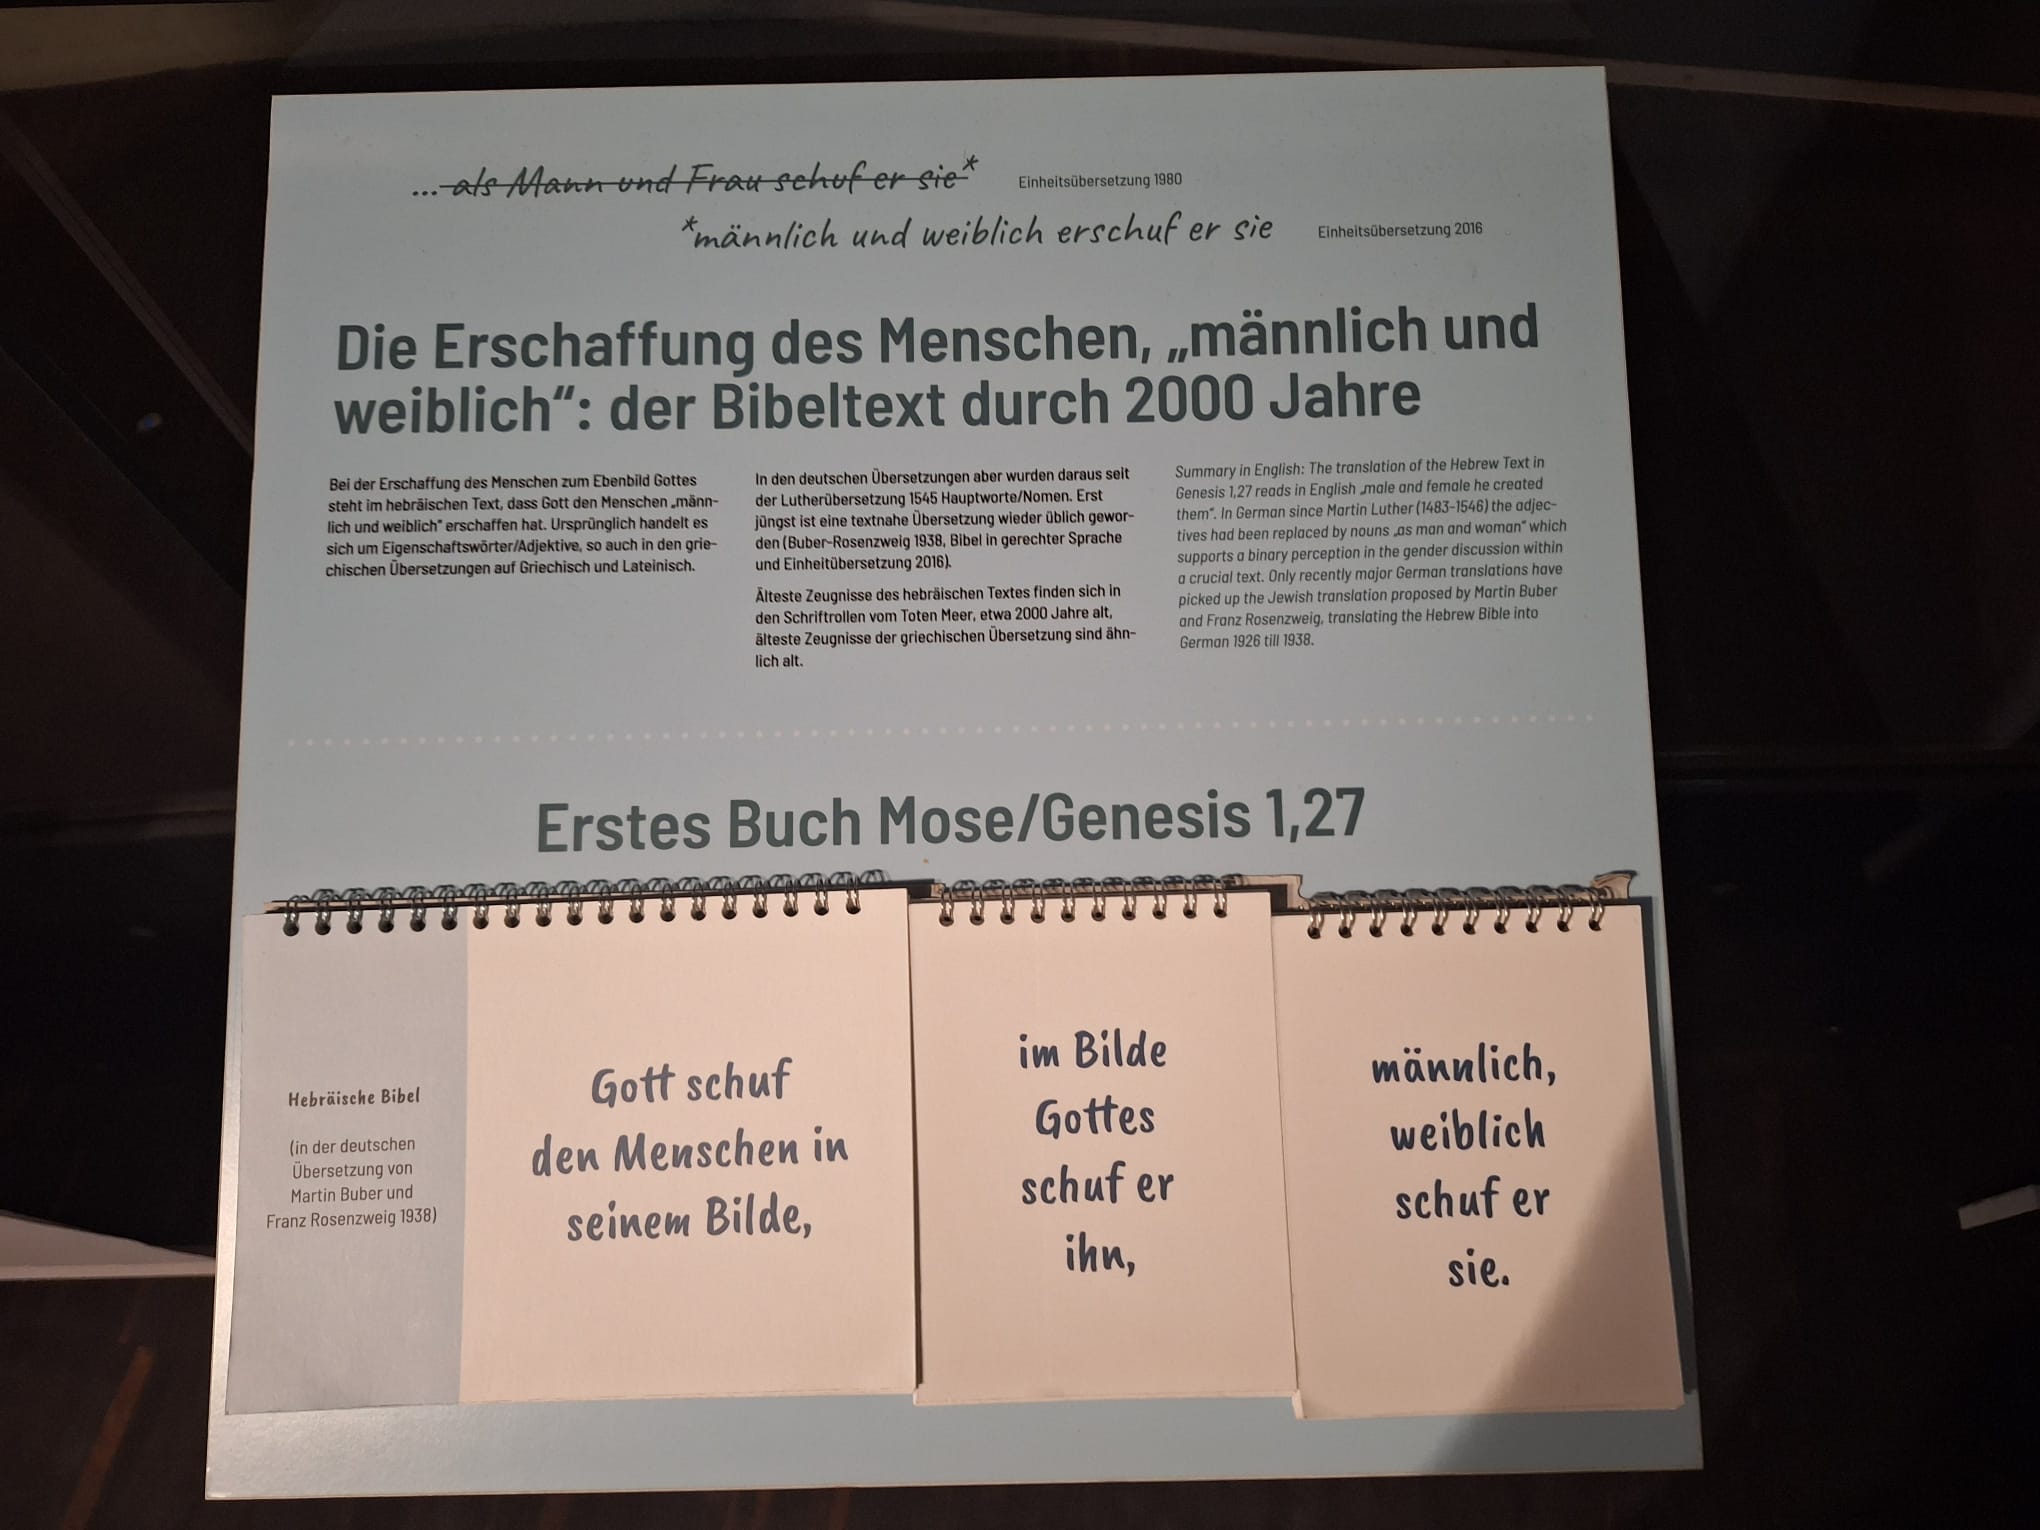 ... als Mann und Frau schuf er sie* Einheitsübersetzung 1980
*männlich und weiblich erschuf er sie Einheitsübersetzung 2016
Die Erschaffung des Menschen, „männlich und
weiblich“: der Bibeltext durch 2000 Jahre
Bei der Erschaffung des Menschen zum Ebenbild Gottes
steht im hebräischen Text, dass Gott den Menschen „männ-
lich und weiblich“ erschaffen hat. Ursprünglich handelt es
sich um Eigenschaftswörter/Adjektive, so auch in den grie-
chischen Übersetzungen auf Griechisch und Lateinisch.
In den deutschen Übersetzungen aber wurden daraus seit
der Lutherübersetzung 1545 Hauptworte/Nomen. Erst
jüngst ist eine textnahe Übersetzung wieder üblich gewor-
den (Buber-Rosenzweig 1938, Bibel in gerechter Sprache
und Einheitübersetzung 2016).
Älteste Zeugnisse des hebräischen Textes finden sich in
den Schriftrollen vom Toten Meer, etwa 2000 Jahre alt,
älteste Zeugnisse der griechischen Übersetzung sind ähn-
lich alt.
Summary in English: The translation of the Hebrew Text in
Genesis 1,27 reads in English „male and female he created
them“. In German since Martin Luther (1483-1546) the adjec-
tives had been replaced by nouns „as man and woman“ which
supports a binary perception in the gender discussion within
a crucial text. Only recently major German translations have
picked up the Jewish translation proposed by Martin Buber
and Franz Rosenzweig, translating the Hebrew Bible into
German 1926 till 1938.
Erstes Buch Mose/Genesis 1,27
Hebräische Bibel
(in der deutschen
Übersetzung von
Martin Buber und
Franz Rosenzweig 1938)
Gott schuf
den Menschen in
seinem Bilde,
im Bilde
Gottes
schuf er
ihn,
männlich,
weiblich
schuf er
sie.